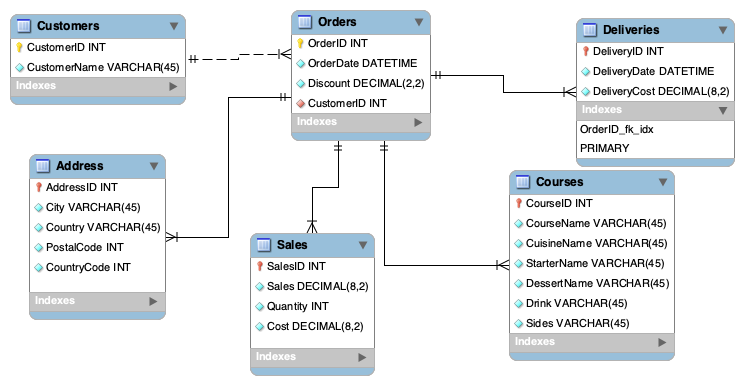 Customers
CustomerID INT
CustomerName VARCHAR(45)
Indexes
Orders
OrderID INT
OrderDate DATETIME
Discount DECIMAL(2,2)
CustomerID INT
Indexes
Deliveries
DeliveryID INT
DeliveryDate DATETIME
DeliveryCost DECIMAL(8,2)
Indexes
OrderID_fk_idx
PRIMARY
Address
AddressID INT
City VARCHAR(45)
Country VARCHAR(45)
PostalCode INT
CountryCode INT
Indexes
Sales
SalesID INT
Sales DECIMAL(8,2)
Quantity INT
Cost DECIMAL(8,2)
Indexes
Courses
CourseID INT
CourseName VARCHAR(45)
CuisineName VARCHAR(45)
StarterName VARCHAR(45)
DessertName VARCHAR(45)
Drink VARCHAR(45)
Sides VARCHAR(45)
Indexes